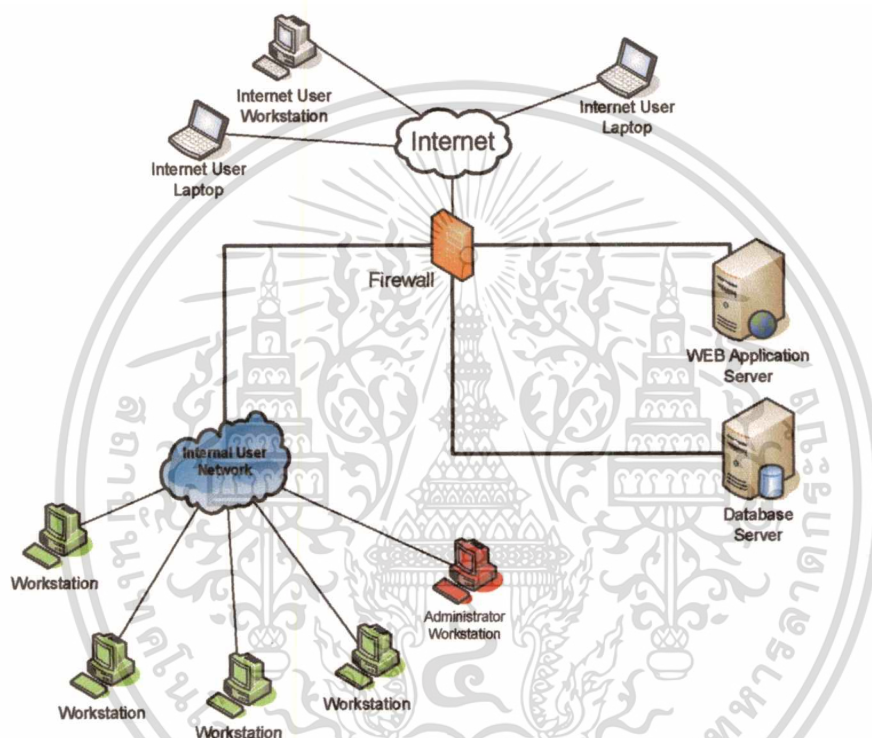 Internet User
Workstation
Internet User
Laptop
Internet
Internet User
Laptop
Firewall
WEB Application
Server
Internal User
Network
Database
Server
Workstation
Administrator
Workstation
Workstation
Workstation
Workstation